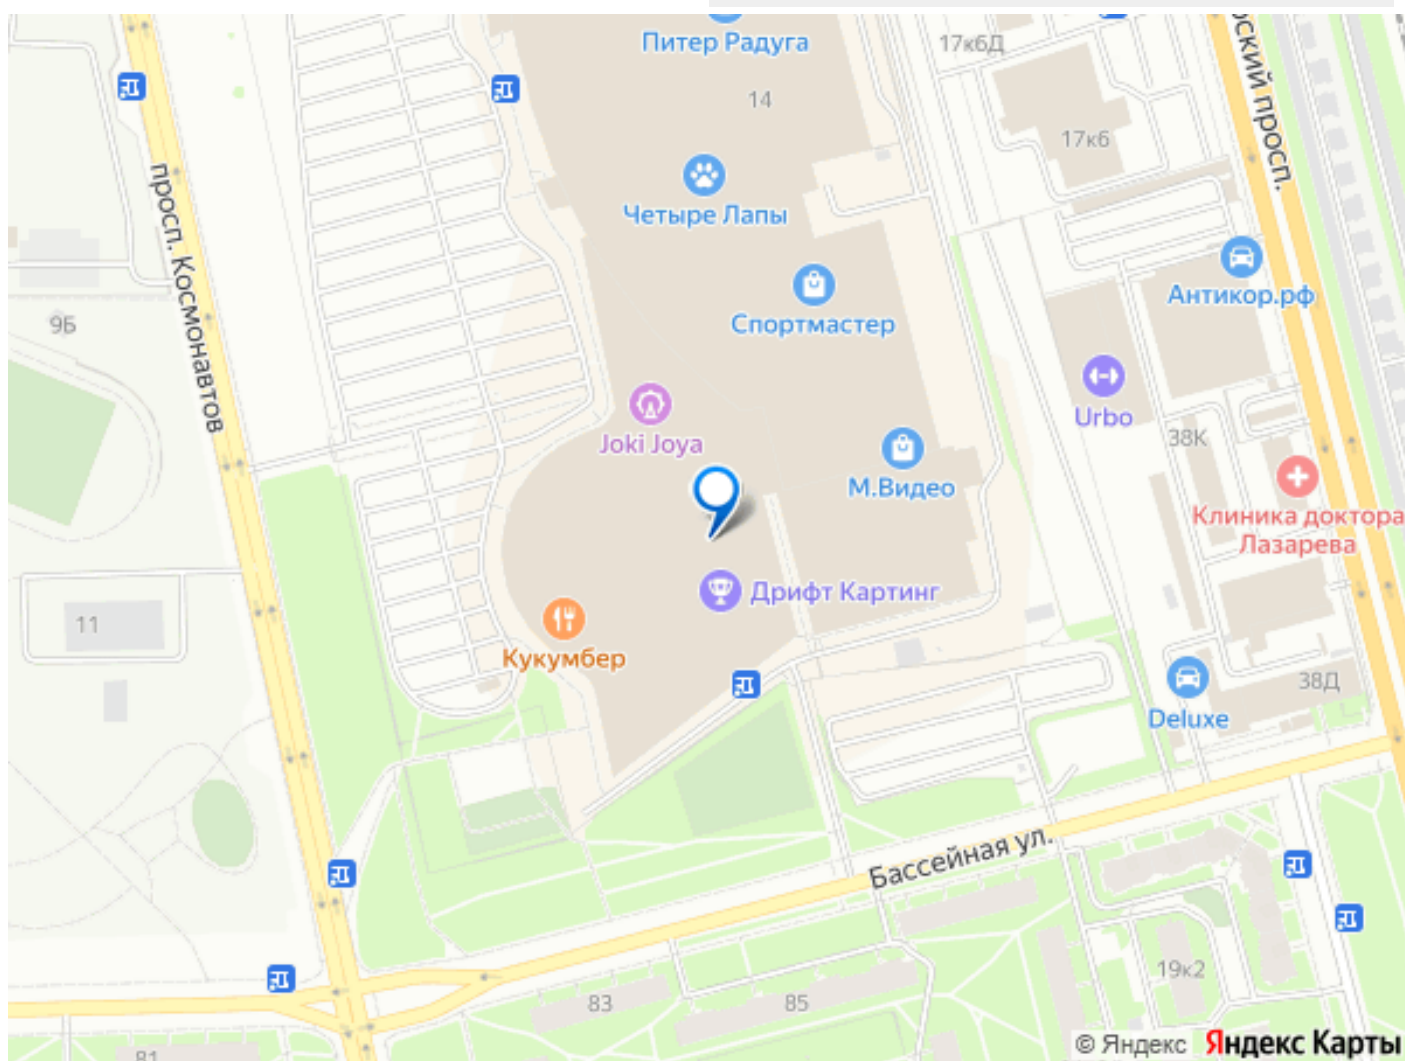 Питер Радуга
17к6Д
рский просп.
14
17к6
Четыре Лапы
просп. Космонавтов
Антикор.рф
9Б
Спортмастер
Joki Joya
Urbo
38К
М.Видео
Клиника доктора
Лазарева
Дрифт Картинг
11
Кукумбер
38Д
Deluxe
Бассейная ул.
19к2
83
85
81
© Яндекс Яндекс Карты